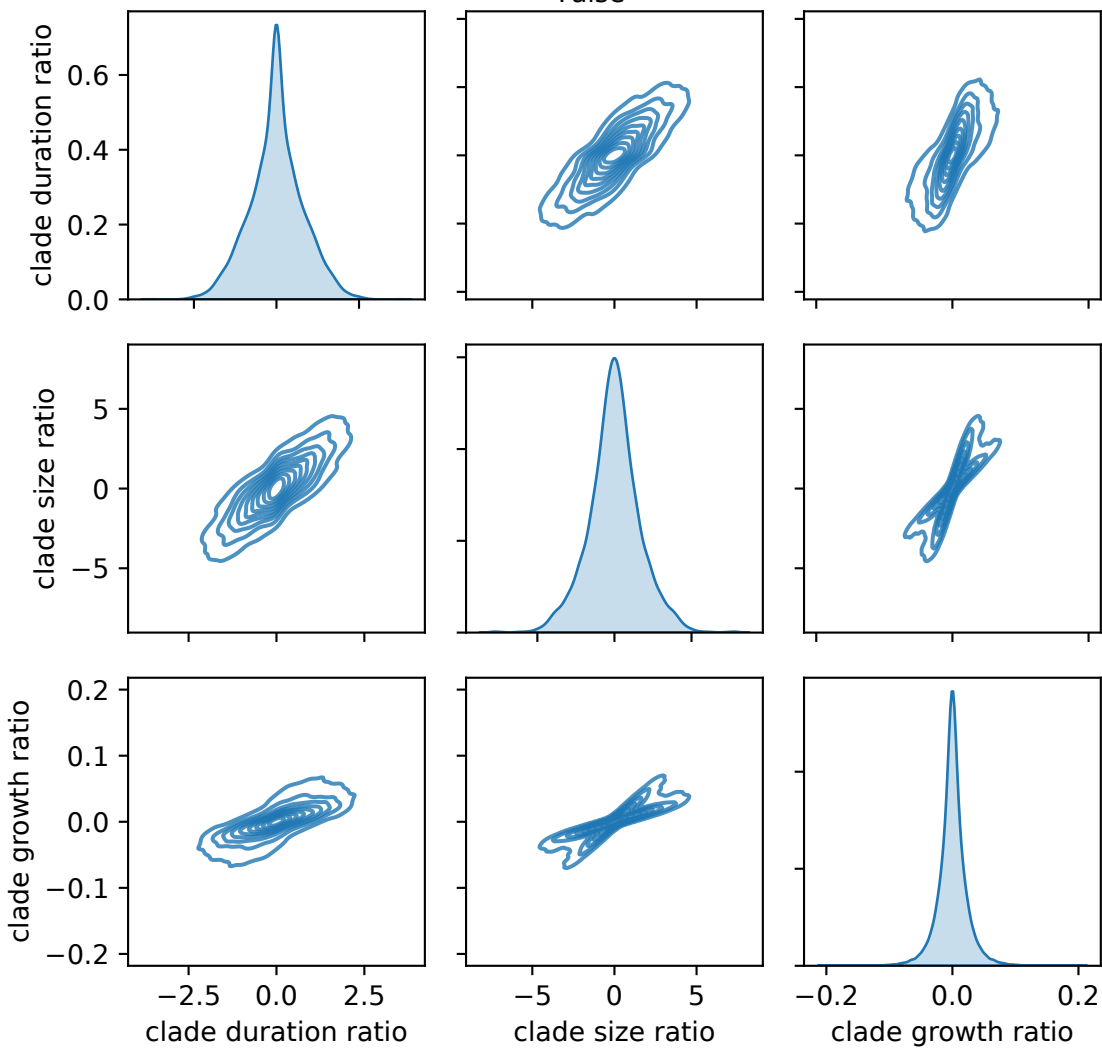 clade duration ratio
0.6
0.4
0.2
0.0
clade size ratio
5
0
−5
clade growth ratio
0.2
0.1
0.0
−0.1
−0.2
−2.5 0.0 2.5
−5 0 5
−0.2 0.0 0.2
clade duration ratio
clade size ratio
clade growth ratio